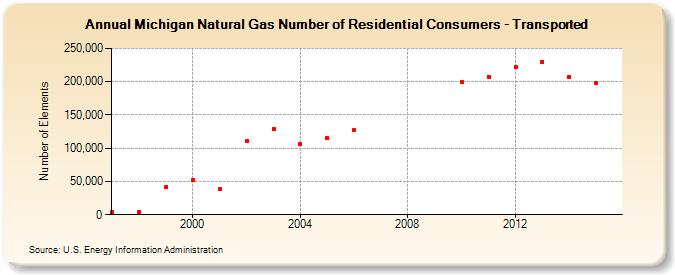 Annual Michigan Natural Gas Number of Residential Consumers - Transported
Number of Elements
250,000
200,000
150,000
100,000
50,000
0
2000 2004 2008 2012
Source: U.S. Energy Information Administration